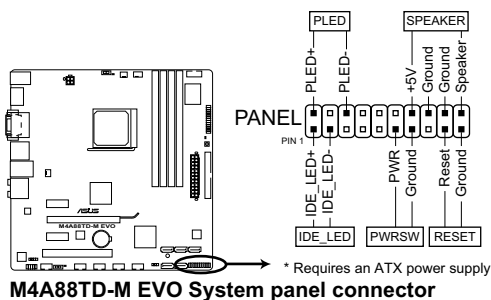 PLED
SPEAKER
PLED+
PLED-
+5V
Ground
Ground
Speaker
PANEL
PIN 1
IDE_LED+
IDE_LED-
PWR
Ground
Reset
Ground
IDE_LED
PWRSW
RESET
ASUS
M4A88TD-M EVO
* Requires an ATX power supply
M4A88TD-M EVO System panel connector